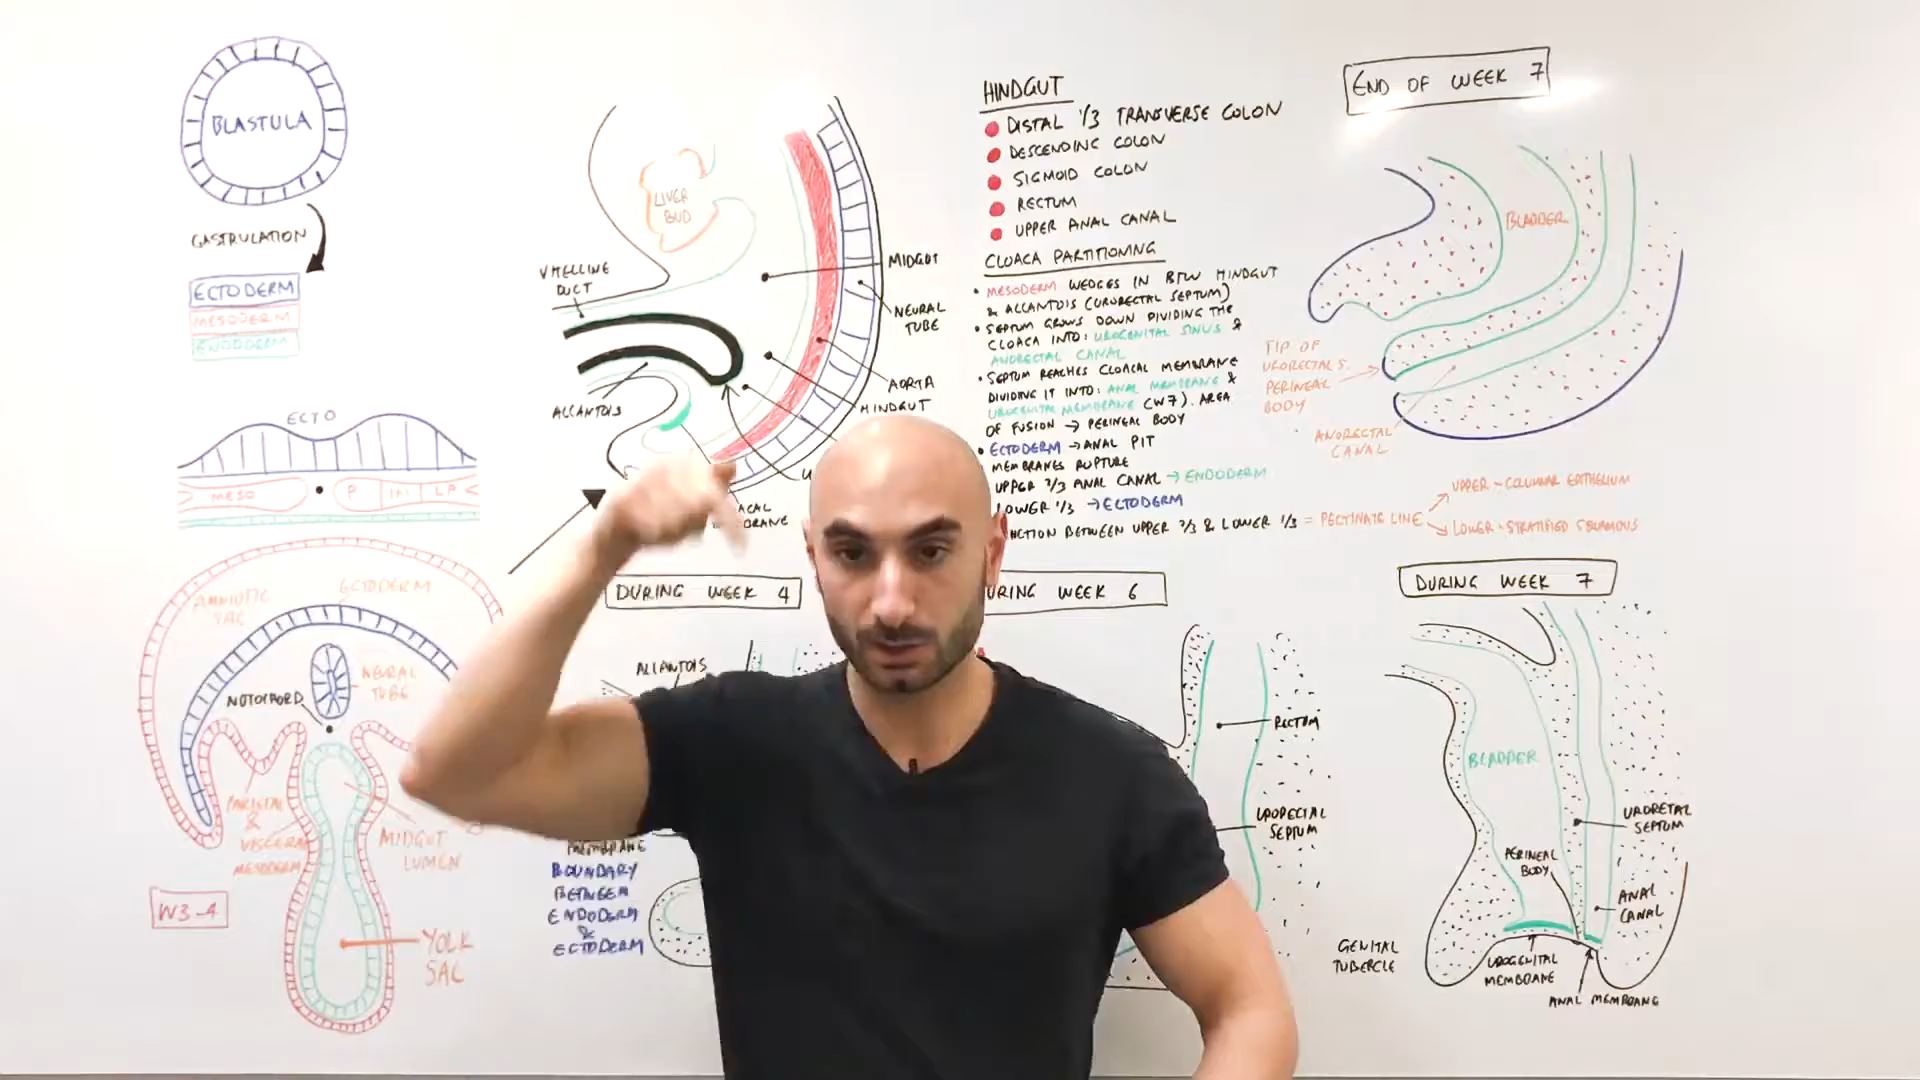 BLASTULA
GASTRULATION
ECTODERM
MESODERM
ENDODERM
ECTO
MESO
P
IM
LP
AMNIOTIC
SAC
ECTODERM
NEURAL
TUBE
NOTOCHORD
PARIETAL
&
VISCERAL
MESODERM
MIDGUT
LUMEN
W3-4
YOLK
SAC
VITELLINE
DUCT
LIVER
BUD
ALLANTOIS
MIDGUT
NEURAL
TUBE
AORTA
HINDGUT
DURING WEEK 4
ALLANTOIS
MEMBRANE
BOUNDARY
BETWEEN
ENDODERM
&
ECTODERM
HINDGUT
DISTAL 1/3 TRANSVERSE COLON
DESCENDING COLON
SIGMOID COLON
RECTUM
UPPER ANAL CANAL
CLOACA PARTITIONING
• MESODERM WEDGES IN BTW HINDGUT
& ALLANTOIS (URORECTAL SEPTUM)
• SEPTUM GROWS DOWN DIVIDING THE
CLOACA INTO: UROGENITAL SINUS &
ANORECTAL CANAL
• SEPTUM REACHES CLOACAL MEMBRANE
DIVIDING IT INTO: ANAL MEMBRANE &
UROGENITAL MEMBRANE (W7). AREA
OF FUSION → PERINEAL BODY
• ECTODERM → ANAL PIT
MEMBRANES RUPTURE
UPPER 2/3 ANAL CANAL → ENDODERM
LOWER 1/3 → ECTODERM
NCTION BETWEEN UPPER 2/3 & LOWER 1/3 = PECTINATE LINE
UPPER - COLUMNAR EPITHELIUM
LOWER - STRATIFIED SQUAMOUS
URING WEEK 6
RECTUM
URORECTAL
SEPTUM
END OF WEEK 7
BLADDER
TIP OF
URORECTAL S.
PERINEAL
BODY
ANORECTAL
CANAL
DURING WEEK 7
BLADDER
URORETAL
SEPTUM
PERINEAL
BODY
ANAL
CANAL
GENITAL
TUBERCLE
UROGENITAL
MEMBRANE
ANAL MEMBRANE